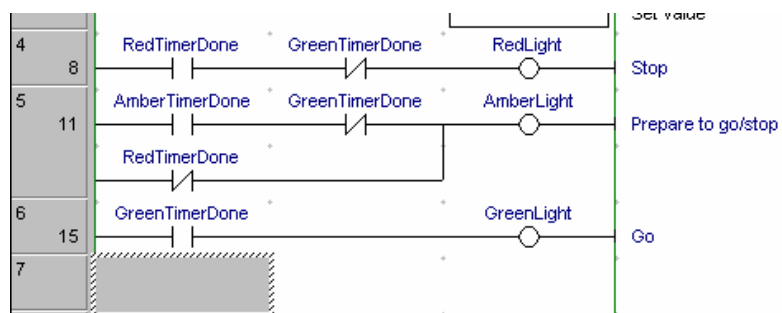 Set Value
4 RedTimerDone GreenTimerDone RedLight
8 Stop
5 AmberTimerDone GreenTimerDone AmberLight
11 Prepare to go/stop
RedTimerDone
6 GreenTimerDone GreenLight
15 Go
7